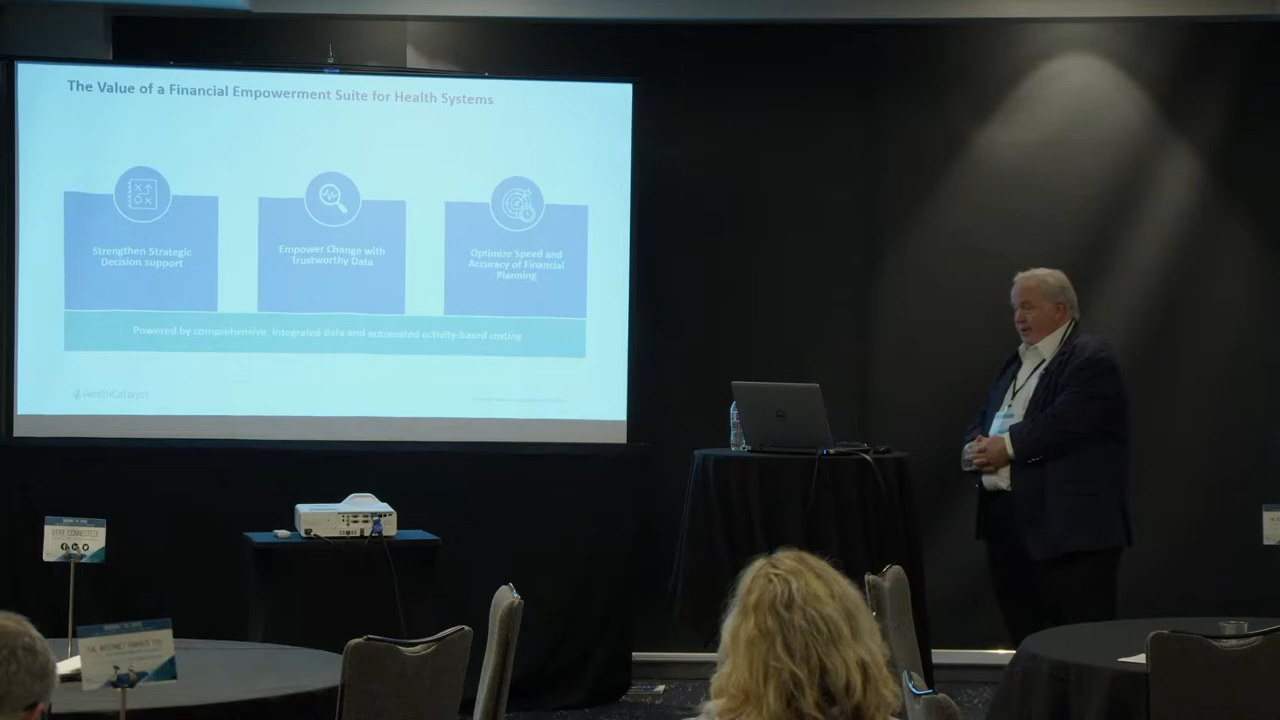 The Value of a Financial Empowerment Suite for Health Systems
Strengthen Strategic
Decision support
Empower Change with
Trustworthy Data
Optimize Speed and
Accuracy of Financial
Planning
Powered by comprehensive, integrated data and automated activity-based costing
HealthCatalyst
STAY CONNECTED